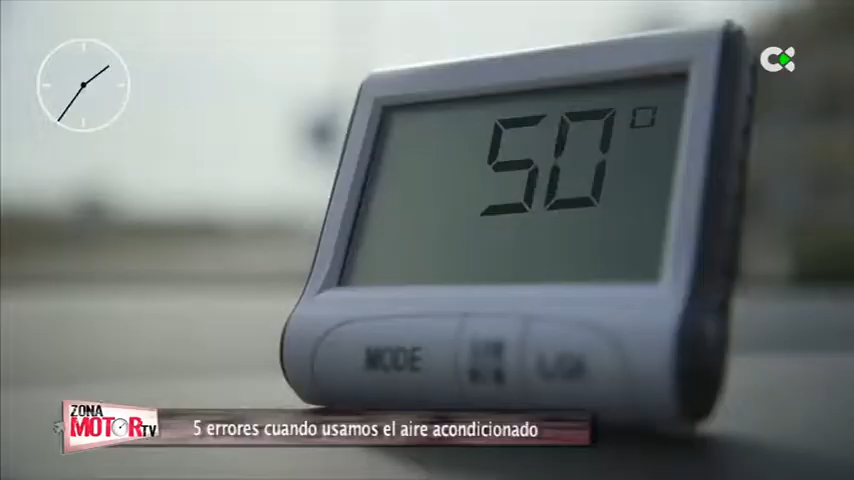 50°
MODE
ZONA
MOTOR TV
5 errores cuando usamos el aire acondicionado